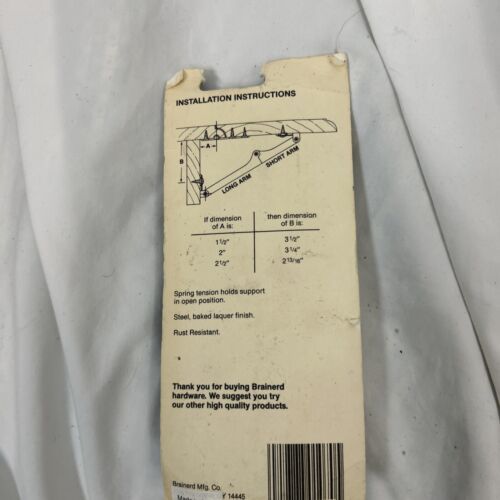 INSTALLATION INSTRUCTIONS
A
B
LONG ARM
SHORT ARM
If dimension then dimension
of A is: of B is:
1 1/2" 3 1/2"
2" 3 1/4"
2 1/2" 2 13/16"
Spring tension holds support
in open position.
Steel, baked laquer finish.
Rust Resistant.
Thank you for buying Brainerd
hardware. We suggest you try
our other high quality products.
Brainerd Mfg. Co.
14445